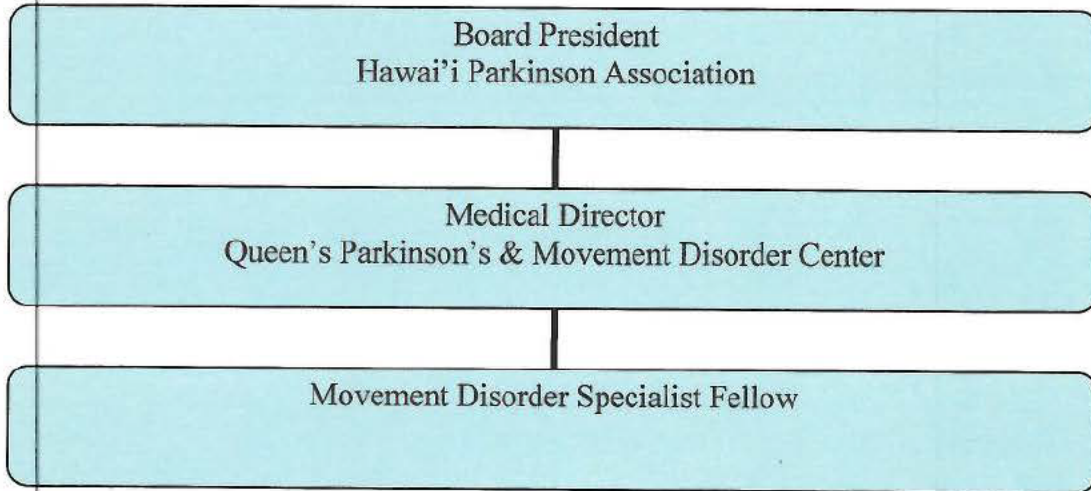 Board President
Hawai’i Parkinson Association
Medical Director
Queen’s Parkinson’s & Movement Disorder Center
Movement Disorder Specialist Fellow